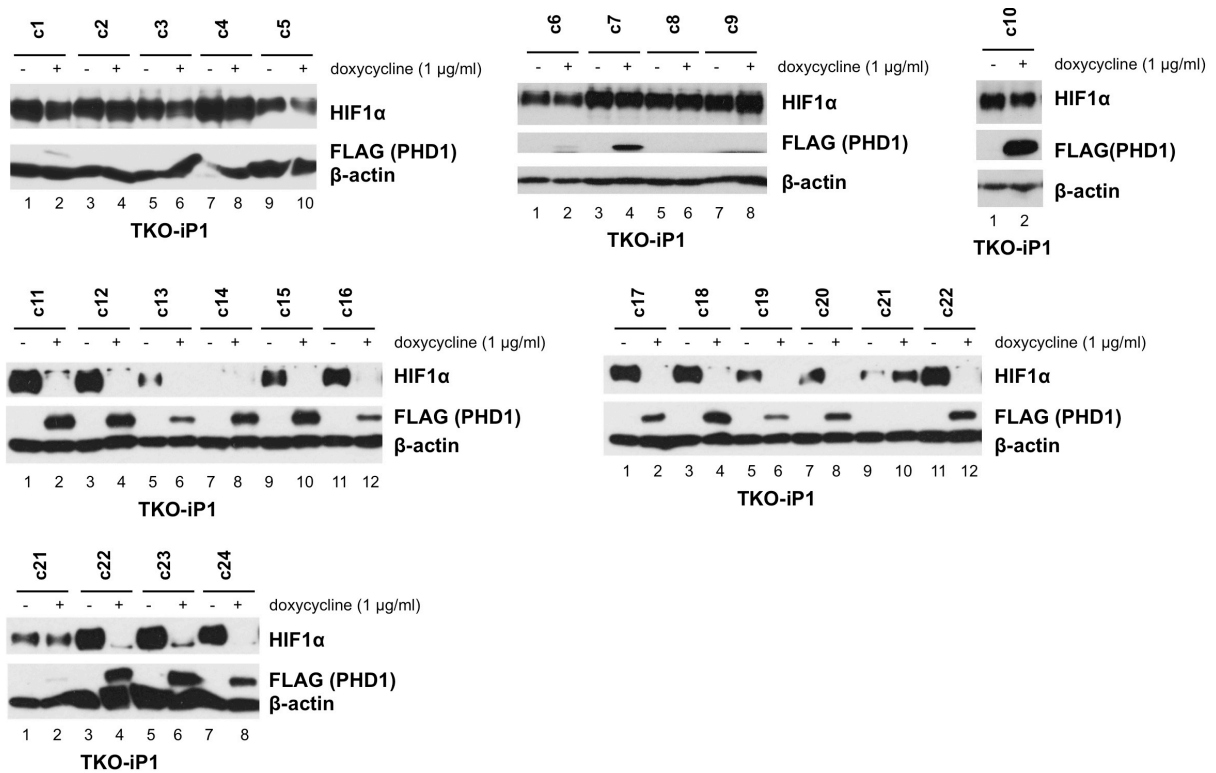 c1 c2 c3 c4 c5
- + - + - + - + - + doxycycline (1 µg/ml)
HIF1α
FLAG (PHD1)
β-actin
1 2 3 4 5 6 7 8 9 10
TKO-iP1
c6 c7 c8 c9
- + - + - + - + doxycycline (1 µg/ml)
HIF1α
FLAG (PHD1)
β-actin
1 2 3 4 5 6 7 8
TKO-iP1
c10
- + doxycycline (1 µg/ml)
HIF1α
FLAG(PHD1)
β-actin
1 2
TKO-iP1
c11 c12 c13 c14 c15 c16
- + - + - + - + - + - + doxycycline (1 µg/ml)
HIF1α
FLAG (PHD1)
β-actin
1 2 3 4 5 6 7 8 9 10 11 12
TKO-iP1
c17 c18 c19 c20 c21 c22
- + - + - + - + - + - + doxycycline (1 µg/ml)
HIF1α
FLAG (PHD1)
β-actin
1 2 3 4 5 6 7 8 9 10 11 12
TKO-iP1
c21 c22 c23 c24
- + - + - + - + doxycycline (1 µg/ml)
HIF1α
FLAG (PHD1)
β-actin
1 2 3 4 5 6 7 8
TKO-iP1